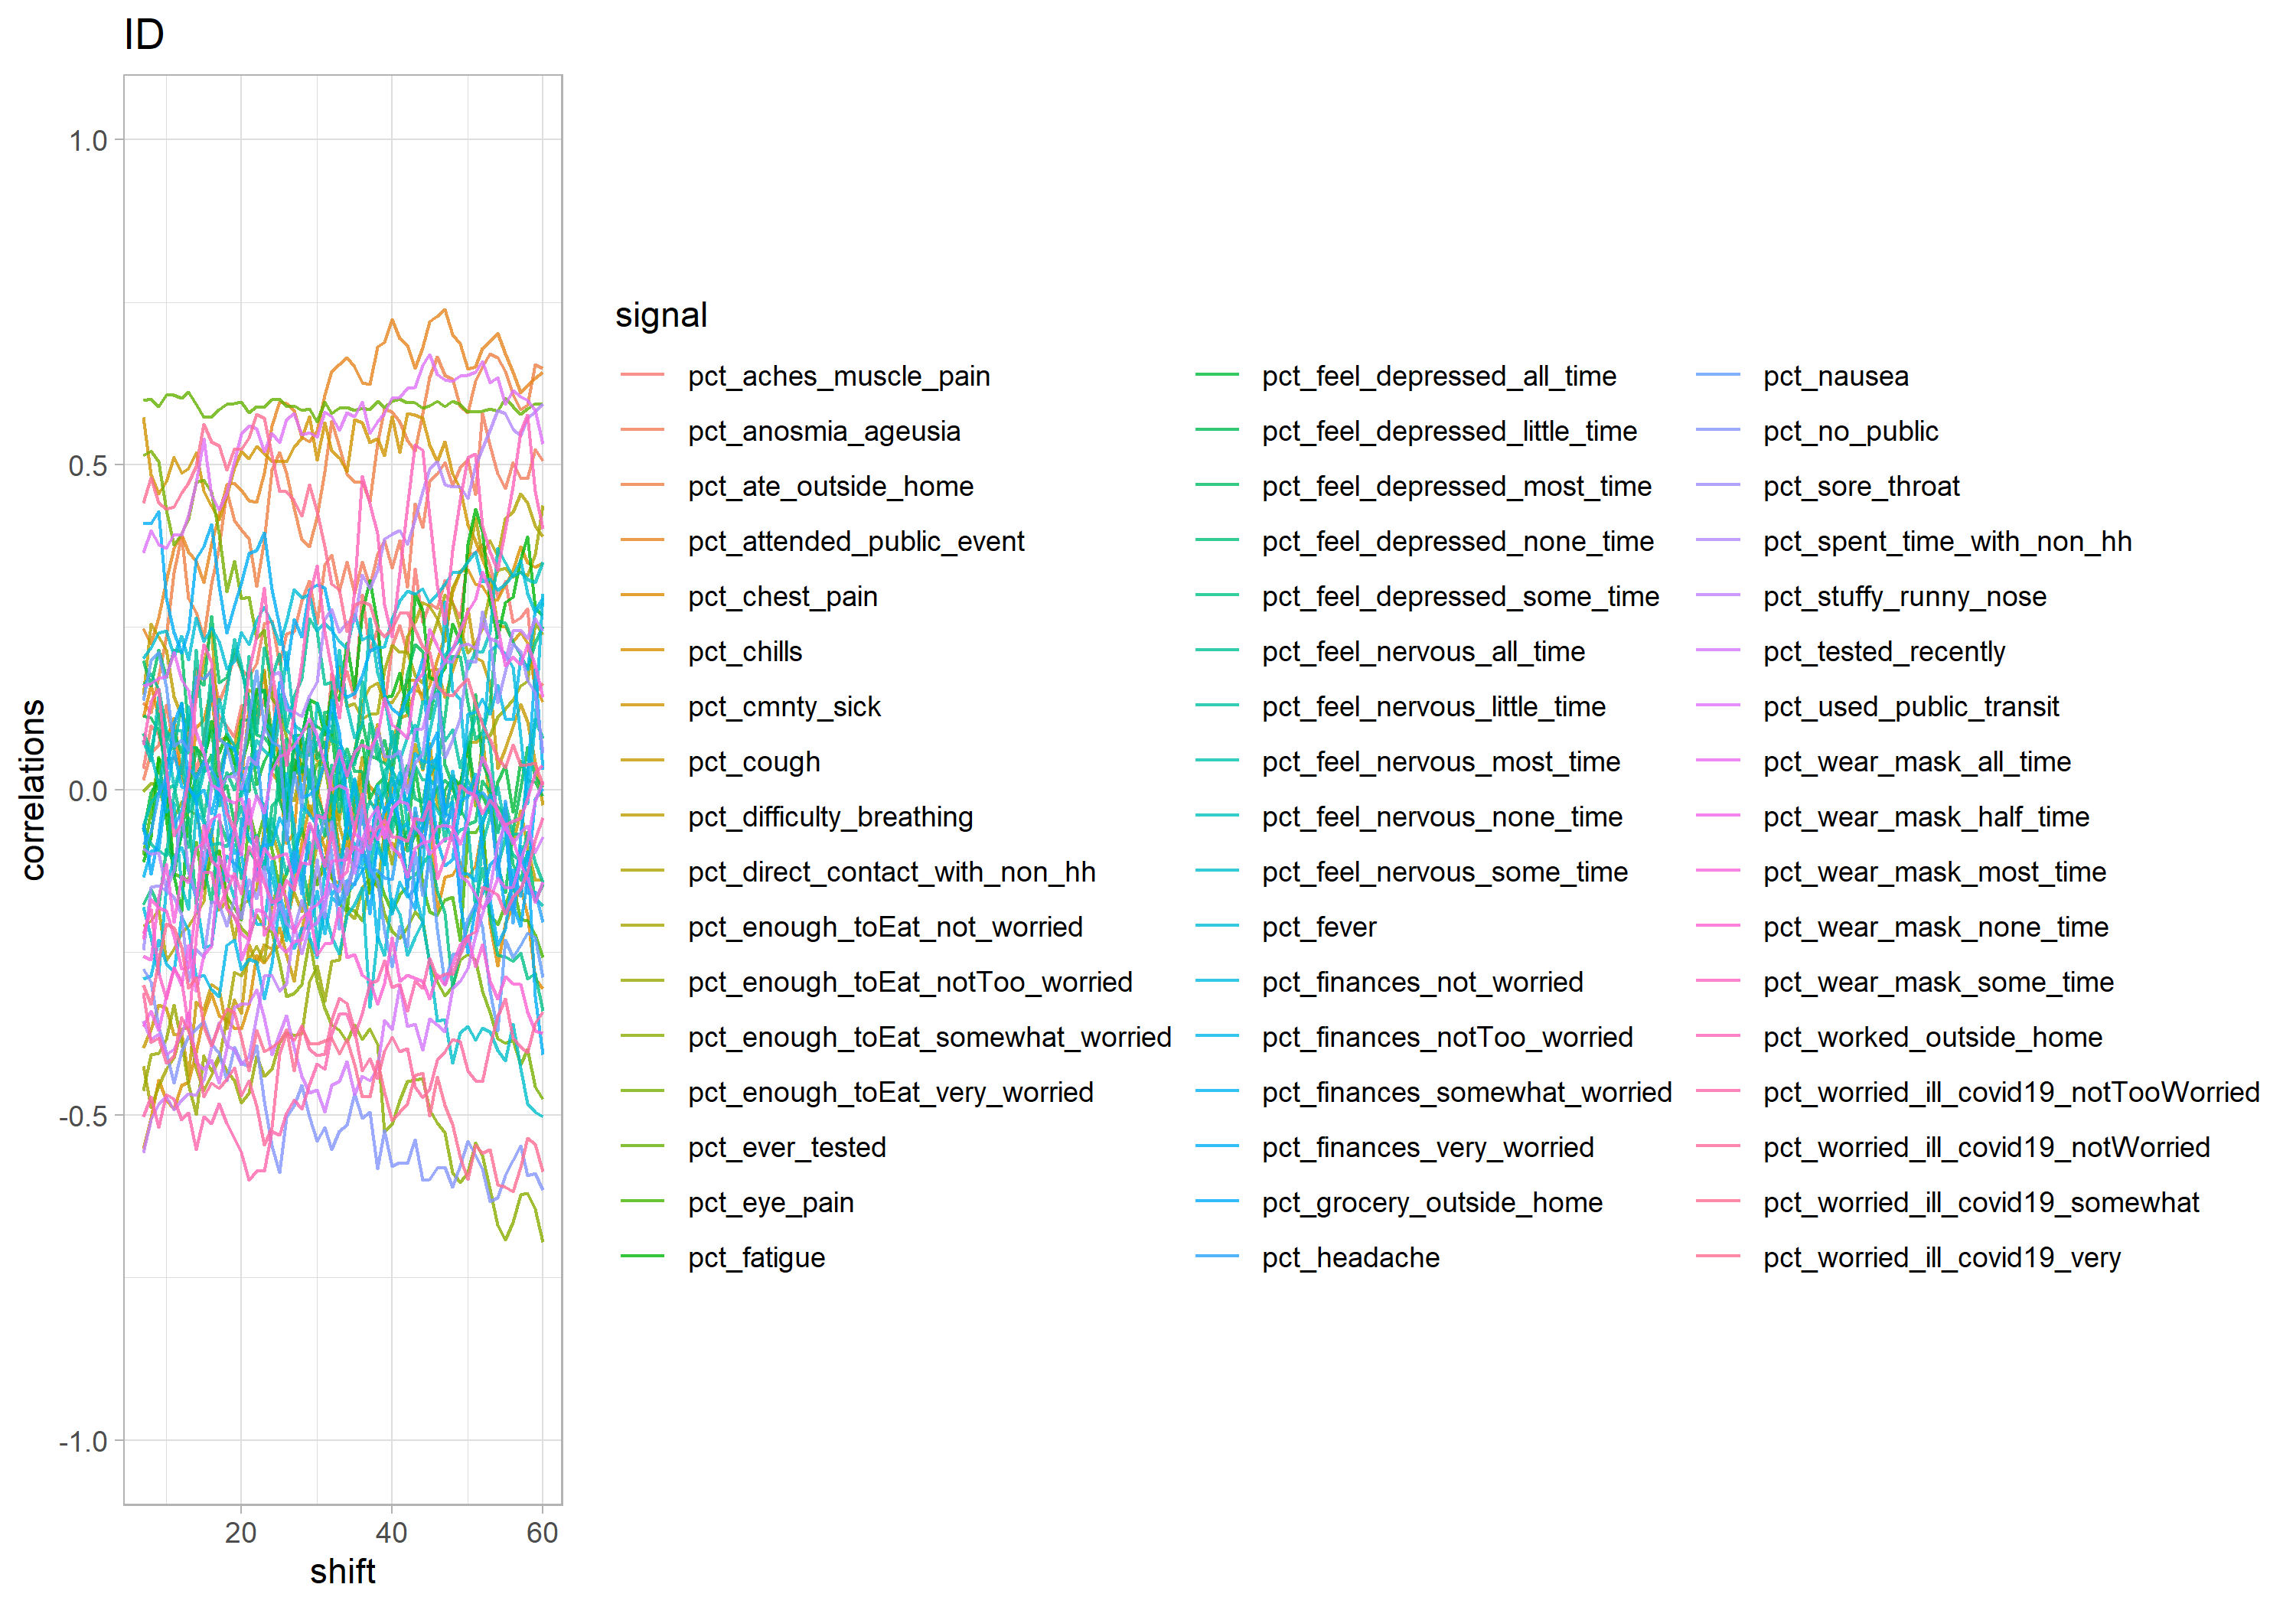 ID
correlations
1.0
0.5
0.0
-0.5
-1.0
20
40
60
shift
signal
pct_aches_muscle_pain
pct_anosmia_ageusia
pct_ate_outside_home
pct_attended_public_event
pct_chest_pain
pct_chills
pct_cmnty_sick
pct_cough
pct_difficulty_breathing
pct_direct_contact_with_non_hh
pct_enough_toEat_not_worried
pct_enough_toEat_notToo_worried
pct_enough_toEat_somewhat_worried
pct_enough_toEat_very_worried
pct_ever_tested
pct_eye_pain
pct_fatigue
pct_feel_depressed_all_time
pct_feel_depressed_little_time
pct_feel_depressed_most_time
pct_feel_depressed_none_time
pct_feel_depressed_some_time
pct_feel_nervous_all_time
pct_feel_nervous_little_time
pct_feel_nervous_most_time
pct_feel_nervous_none_time
pct_feel_nervous_some_time
pct_fever
pct_finances_not_worried
pct_finances_notToo_worried
pct_finances_somewhat_worried
pct_finances_very_worried
pct_grocery_outside_home
pct_headache
pct_nausea
pct_no_public
pct_sore_throat
pct_spent_time_with_non_hh
pct_stuffy_runny_nose
pct_tested_recently
pct_used_public_transit
pct_wear_mask_all_time
pct_wear_mask_half_time
pct_wear_mask_most_time
pct_wear_mask_none_time
pct_wear_mask_some_time
pct_worked_outside_home
pct_worried_ill_covid19_notTooWorried
pct_worried_ill_covid19_notWorried
pct_worried_ill_covid19_somewhat
pct_worried_ill_covid19_very